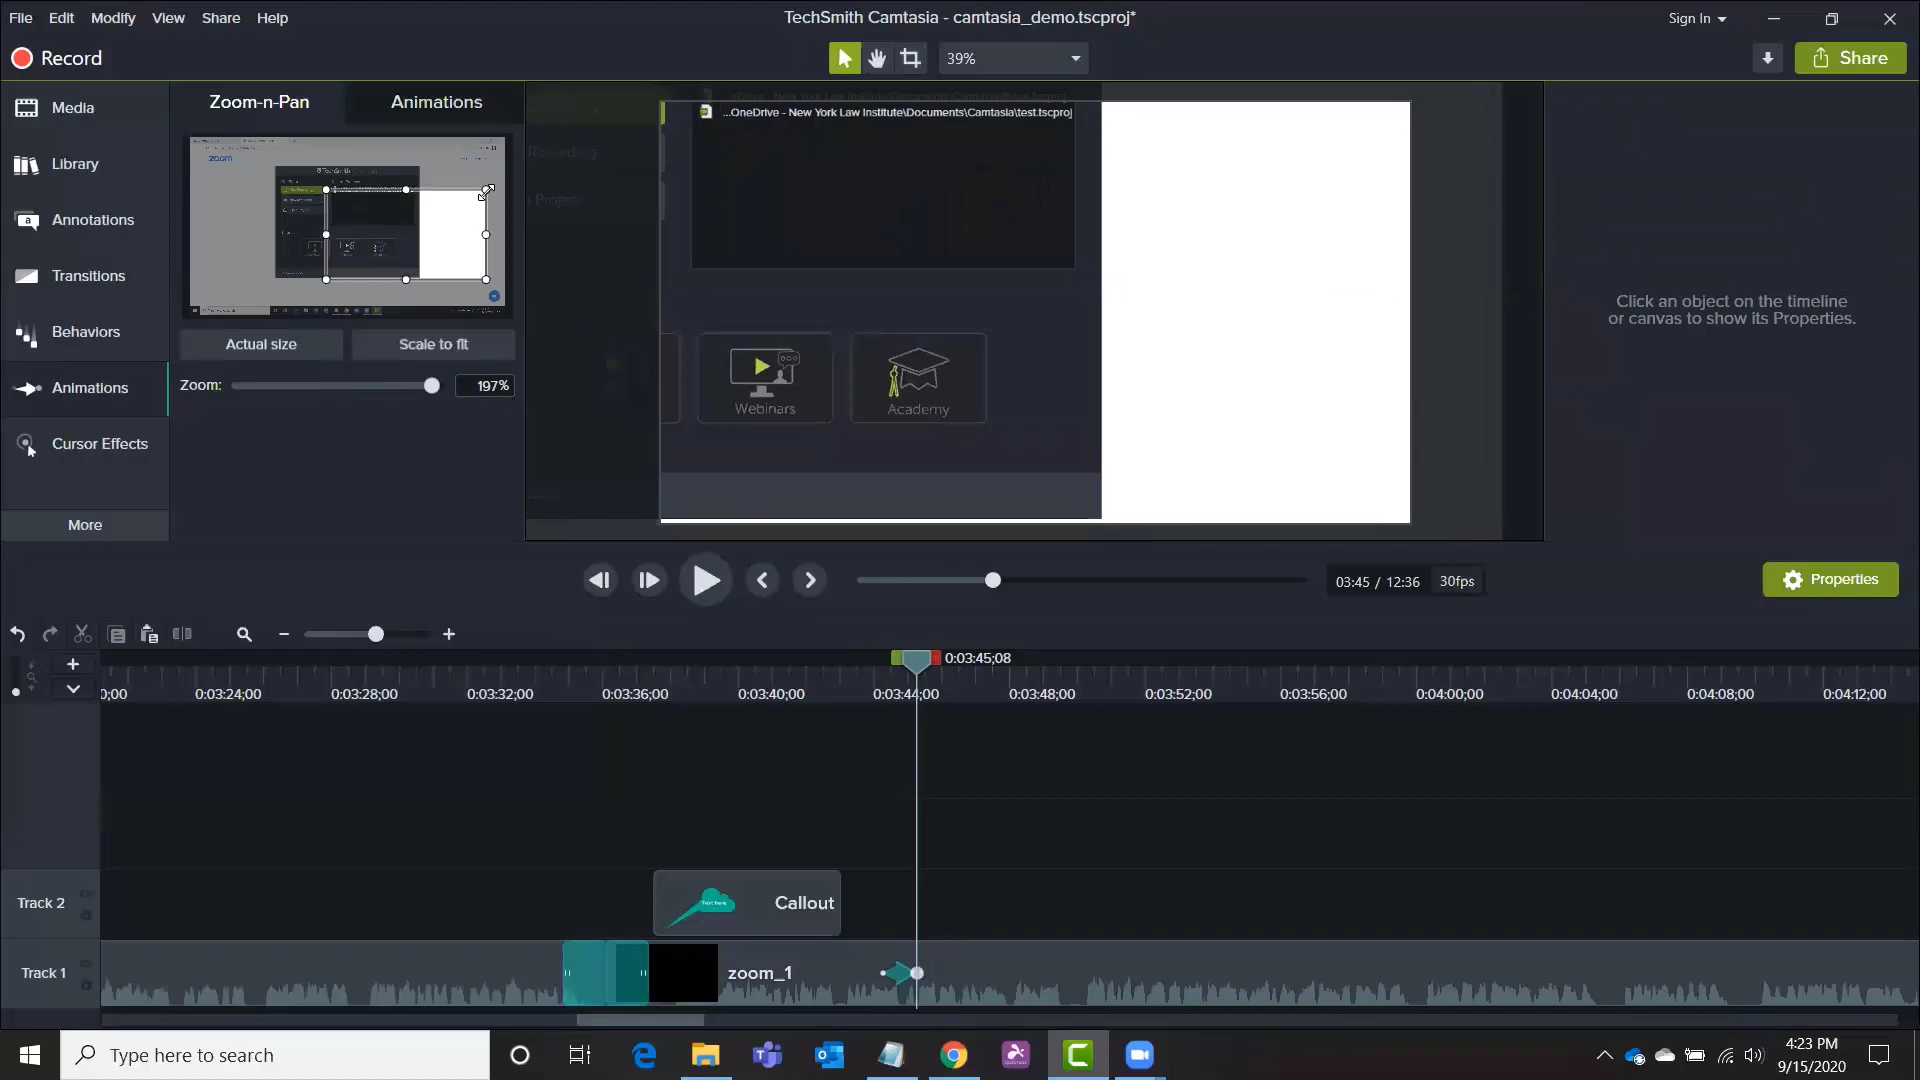 File Edit Modify View Share Help
TechSmith Camtasia - camtasia_demo.tscproj*
Sign In
Record
39%
Share
Media
Library
Annotations
Transitions
Behaviors
Animations
Cursor Effects
More
Zoom-n-Pan
Animations
zoom
Actual size
Scale to fit
Zoom:
197%
...OneDrive - New York Law Institute\Documents\Camtasia\test.tscproj
Recording
Project
Webinars
Academy
Click an object on the timeline
or canvas to show its Properties.
03:45 / 12:36
30fps
Properties
0:03:45;08
0;00
0:03:24;00
0:03:28;00
0:03:32;00
0:03:36;00
0:03:40;00
0:03:44;00
0:03:48;00
0:03:52;00
0:03:56;00
0:04:00;00
0:04:04;00
0:04:08;00
0:04:12;00
Track 2
Text here
Callout
Track 1
zoom_1
Type here to search
4:23 PM
9/15/2020